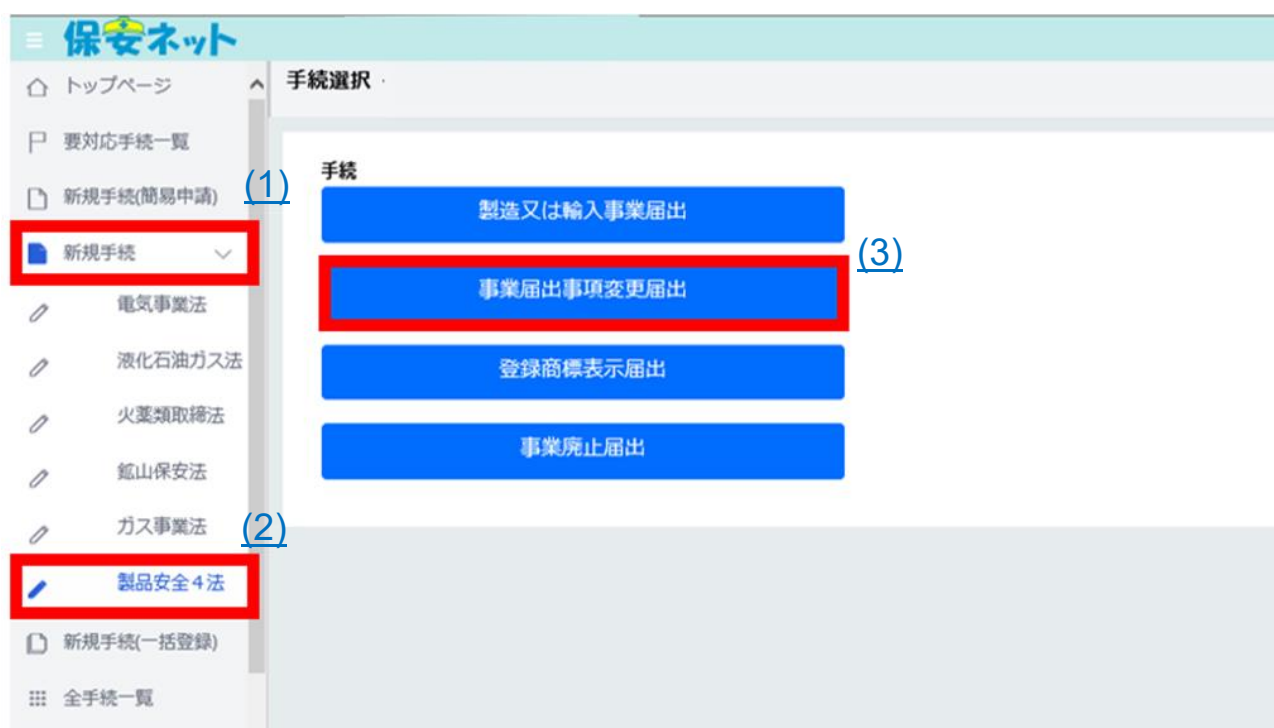 保安ネット
トップページ
要対応手続一覧
新規手続(簡易申請)
(1)
新規手続
電気事業法
液化石油ガス法
火薬類取締法
鉱山保安法
ガス事業法
(2)
製品安全4法
新規手続(一括登録)
全手続一覧
手続選択
手続
製造又は輸入事業届出
(3)
事業届出事項変更届出
登録商標表示届出
事業廃止届出